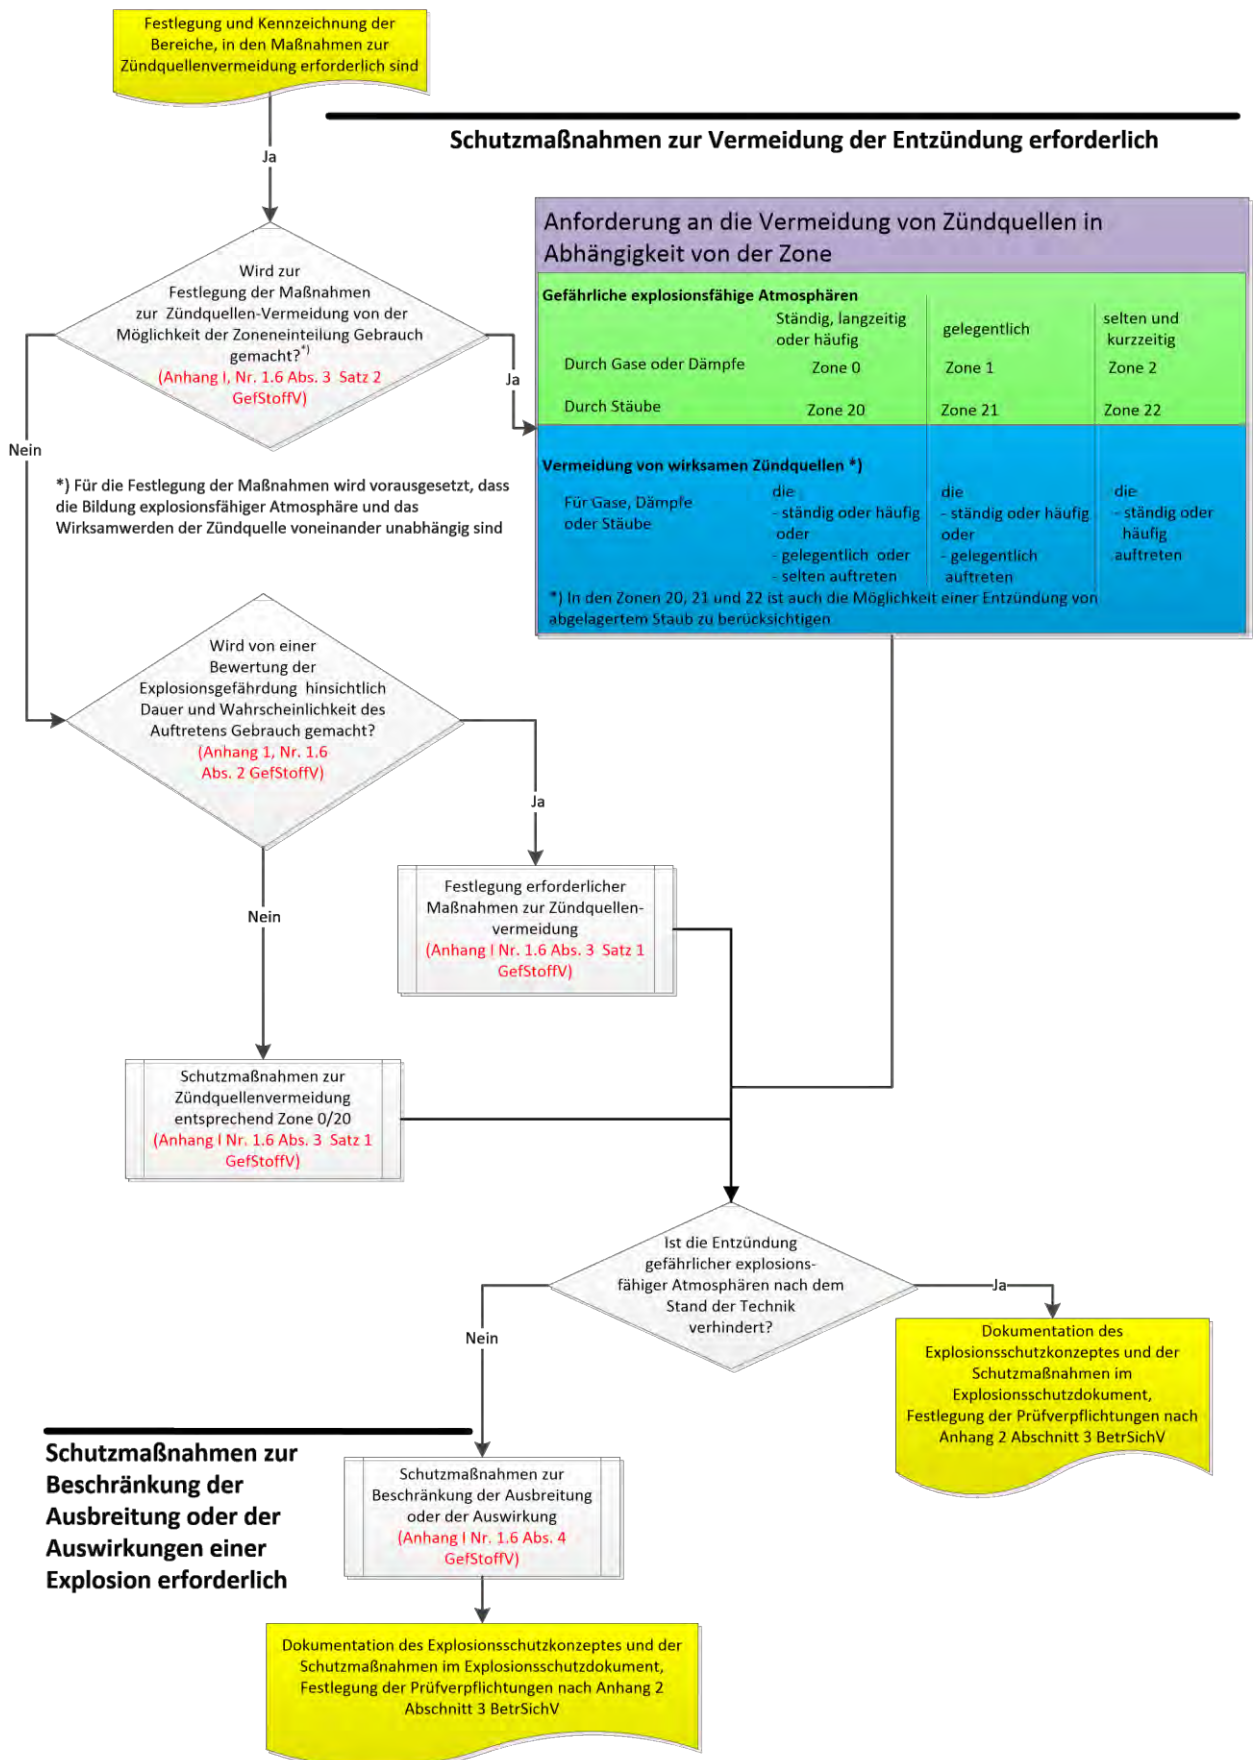 Festlegung und Kennzeichnung der
Bereiche, in den Maßnahmen zur
Zündquellenvermeidung erforderlich sind
Schutzmaßnahmen zur Vermeidung der Entzündung erforderlich
Ja
Wird zur
Festlegung der Maßnahmen
zur Zündquellen-Vermeidung von der
Möglichkeit der Zoneneinteilung Gebrauch
gemacht?*)
(Anhang I, Nr. 1.6 Abs. 3 Satz 2
GefStoffV)
Ja
Nein
Anforderung an die Vermeidung von Zündquellen in
Abhängigkeit von der Zone
Gefährliche explosionsfähige Atmosphären
Ständig, langzeitig
oder häufig
gelegentlich
selten und
kurzzeitig
Durch Gase oder Dämpfe
Zone 0
Zone 1
Zone 2
Durch Stäube
Zone 20
Zone 21
Zone 22
Vermeidung von wirksamen Zündquellen *)
Für Gase, Dämpfe
oder Stäube
die
- ständig oder häufig
oder
- gelegentlich oder
- selten auftreten
die
- ständig oder häufig
oder
- gelegentlich
auftreten
die
- ständig oder
häufig
auftreten
*) In den Zonen 20, 21 und 22 ist auch die Möglichkeit einer Entzündung von
abgelagertem Staub zu berücksichtigen
*) Für die Festlegung der Maßnahmen wird vorausgesetzt, dass
die Bildung explosionsfähiger Atmosphäre und das
Wirksamwerden der Zündquelle voneinander unabhängig sind
Wird von einer
Bewertung der
Explosionsgefährdung hinsichtlich
Dauer und Wahrscheinlichkeit des
Auftretens Gebrauch gemacht?
(Anhang 1, Nr. 1.6
Abs. 2 GefStoffV)
Ja
Nein
Festlegung erforderlicher
Maßnahmen zur Zündquellen-
vermeidung
(Anhang I Nr. 1.6 Abs. 3 Satz 1
GefStoffV)
Schutzmaßnahmen zur
Zündquellenvermeidung
entsprechend Zone 0/20
(Anhang I Nr. 1.6 Abs. 3 Satz 1
GefStoffV)
Ist die Entzündung
gefährlicher explosions-
fähiger Atmosphären nach dem
Stand der Technik
verhindert?
Ja
Nein
Dokumentation des
Explosionsschutzkonzeptes und der
Schutzmaßnahmen im
Explosionsschutzdokument,
Festlegung der Prüfverpflichtungen nach
Anhang 2 Abschnitt 3 BetrSichV
Schutzmaßnahmen zur
Beschränkung der
Ausbreitung oder der
Auswirkungen einer
Explosion erforderlich
Schutzmaßnahmen zur
Beschränkung der Ausbreitung
oder der Auswirkung
(Anhang I Nr. 1.6 Abs. 4
GefStoffV)
Dokumentation des Explosionsschutzkonzeptes und der
Schutzmaßnahmen im Explosionsschutzdokument,
Festlegung der Prüfverpflichtungen nach Anhang 2
Abschnitt 3 BetrSichV